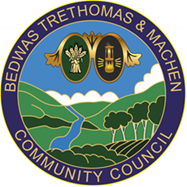 BEDWAS TRETHOMAS & MACHEN
COMMUNITY COUNCIL